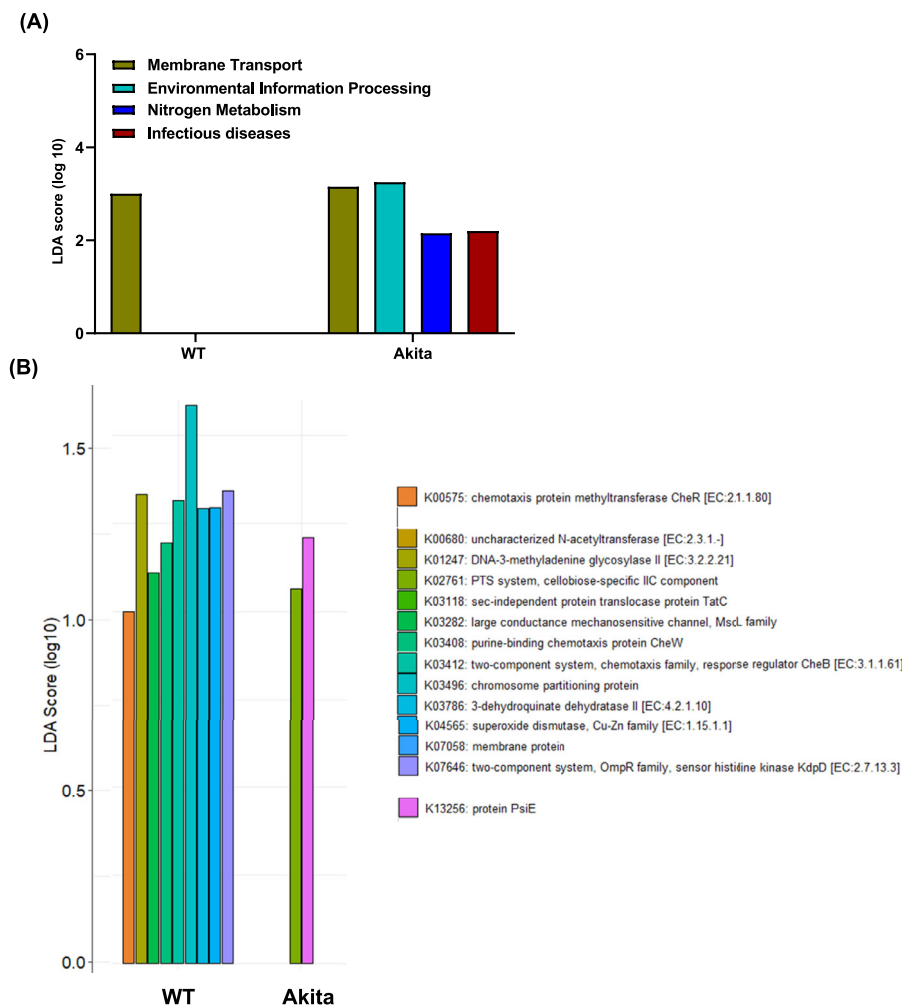 (A)
6
4
2
0
LDA score (log 10)
Membrane Transport
Environmental Information Processing
Nitrogen Metabolism
Infectious diseases
WT
Akita
(B)
1.5
1.0
0.5
0.0
LDA Score (log10)
WT
Akita
K00575: chemotaxis protein methyltransferase CheR [EC:2.1.1.80]
K00680: uncharacterized N-acetyltransferase [EC:2.3.1.-]
K01247: DNA-3-methyladenine glycosylase II [EC:3.2.2.21]
K02761: PTS system, cellobiose-specific IIC component
K03118: sec-independent protein translocase protein TatC
K03282: large conductance mechanosensitive channel, MscL family
K03408: purine-binding chemotaxis protein CheW
K03412: two-component system, chemotaxis family, response regulator CheB [EC:3.1.1.61]
K03496: chromosome partitioning protein
K03786: 3-dehydroquinate dehydratase II [EC:4.2.1.10]
K04565: superoxide dismutase, Cu-Zn family [EC:1.15.1.1]
K07058: membrane protein
K07646: two-component system, OmpR family, sensor histidine kinase KdpD [EC:2.7.13.3]
K13256: protein PsiE